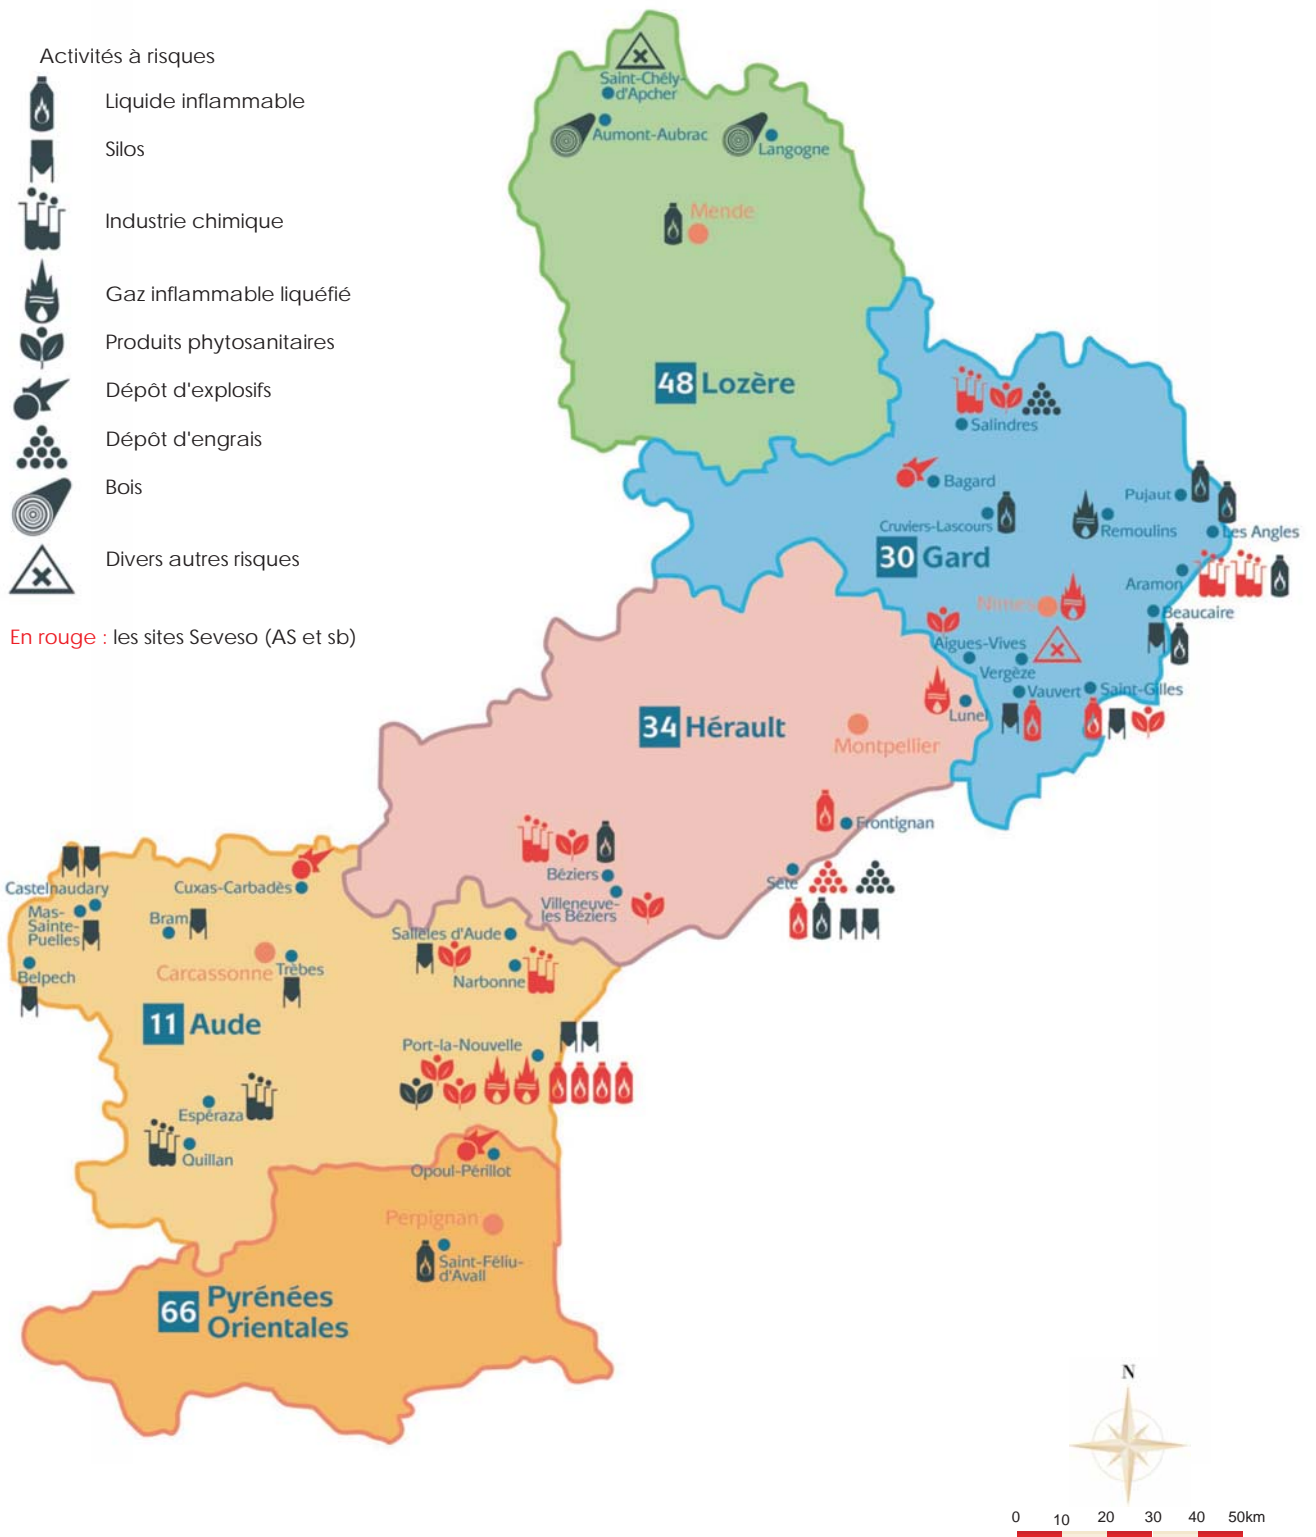 Activités à risques
Liquide inflammable
Silos
Industrie chimique
Gaz inflammable liquéfié
Produits phytosanitaires
Dépôt d'explosifs
Dépôt d'engrais
Bois
Divers autres risques
En rouge : les sites Seveso (AS et sb)
Saint-Chély-
d'Apcher
Aumont-Aubrac
Langogne
Mende
48 Lozère
Salindres
Bagard
Cruviers-Lascours
Pujaut
Remoulins
Les Angles
30 Gard
Aramon
Nîmes
Beaucaire
Aigues-Vives
Vergèze
Vauvert
Saint-Gilles
Lunel
34 Hérault
Montpellier
Frontignan
Sète
Béziers
Villeneuve-
les Béziers
Castelnaudary
Mas-
Sainte-
Puelles
Cuxas-Carbadès
Bram
Belpech
Carcassonne
Trèbes
Salleles d'Aude
Narbonne
11 Aude
Port-la-Nouvelle
Espéraza
Quillan
Opoul-Périllot
Perpignan
Saint-Féliu-
d'Avall
66 Pyrénées
Orientales
N
0 10 20 30 40 50km